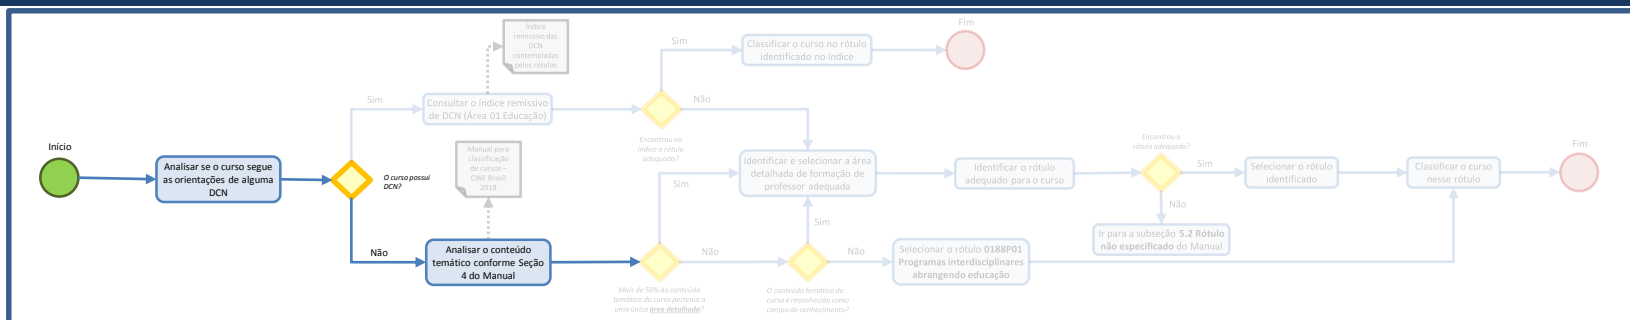 Início
Analisar se o curso segue
as orientações de alguma
DCN
O curso possui
DCN?
Sim
Consultar o índice remissivo
de DCN (Área 01 Educação)
Índice
remissivo das
DCN
contempladas
pelos rótulos
Encontrou no
índice o rótulo
adequado?
Sim
Classificar o curso no rótulo
identificado no índice
Fim
Não
Identificar e selecionar a área
detalhada de formação de
professor adequada
Identificar o rótulo
adequado para o curso
Encontrou o
rótulo adequado?
Sim
Selecionar o rótulo
identificado
Classificar o curso
nesse rótulo
Fim
Não
Ir para a subseção 5.2 Rótulo
não especificado do Manual
Não
Analisar o conteúdo
temático conforme Seção
4 do Manual
Manual para
classificação
de cursos –
CINE Brasil
2018
Mais de 50% do conteúdo
temático do curso pertence a
uma única área detalhada?
Sim
Não
O conteúdo temático do
curso é reconhecido como
campo de conhecimento?
Sim
Não
Selecionar o rótulo 0188P01
Programas interdisciplinares
abrangendo educação